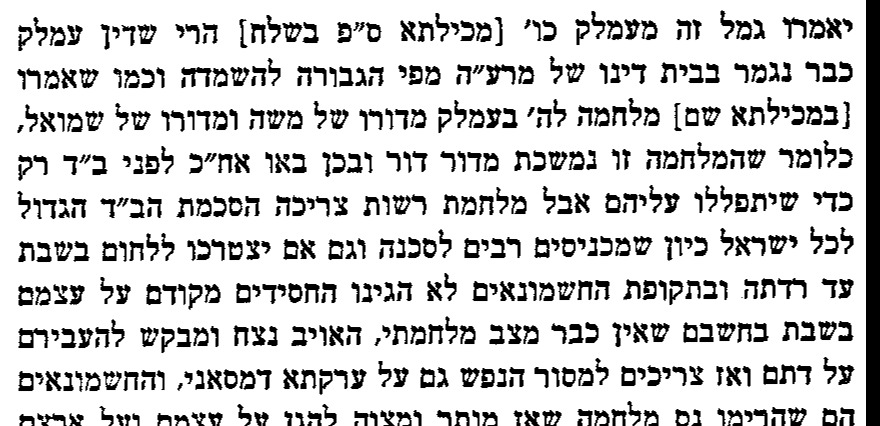 יאמרו גמל זה מעמלק כו׳ [מכילתא ס״פ בשלח] הרי שדין עמלק
כבר נגמר בבית דינו של מרע״ה מפי הגבורה להשמדה וכמו שאמרו
[במכילתא שם] מלחמה לה׳ בעמלק מדורו של משה ומדורו של שמואל,
כלומר שהמלחמה זו נמשכת מדור דור ובכן באו אח״כ לפני ב״ד רק
כדי שיתפללו עליהם אבל מלחמת רשות צריכה הסכמת הב״ד הגדול
לכל ישראל כיון שמכניסים רבים לסכנה וגם אם יצטרכו ללחום בשבת
עד רדתה ובתקופת החשמונאים לא הגינו החסידים מקודם על עצמם
בשבת בחשבם שאין כבר מצב מלחמתי, האויב נצח ומבקש להעבירם
על דתם ואז צריכים למסור הנפש גם על ערקתא דמסאני, והחשמונאים
הם שהרימו נס מלחמה שאז מותר ומצוה להגן על עצמם ועל ארצם